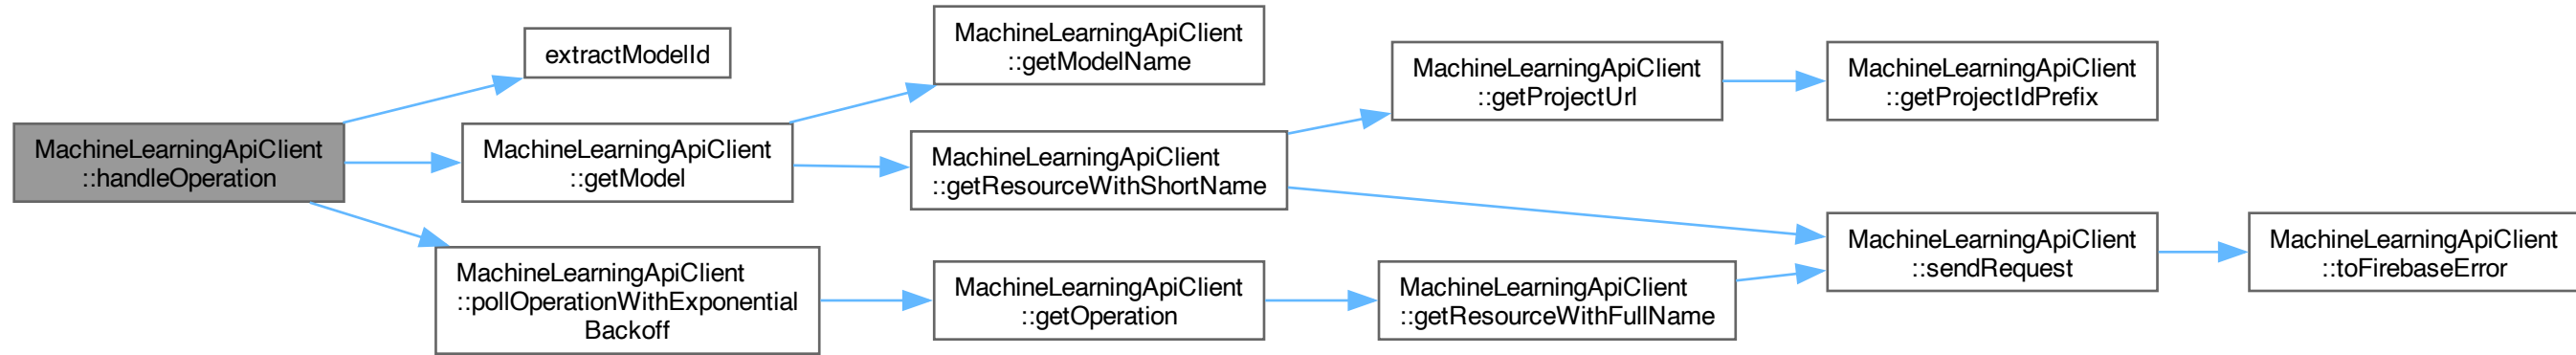 MachineLearningApiClient
::handleOperation
extractModelId
MachineLearningApiClient
::getModel
MachineLearningApiClient
::pollOperationWithExponential
Backoff
MachineLearningApiClient
::getModelName
MachineLearningApiClient
::getResourceWithShortName
MachineLearningApiClient
::getOperation
MachineLearningApiClient
::getProjectUrl
MachineLearningApiClient
::getResourceWithFullName
MachineLearningApiClient
::getProjectIdPrefix
MachineLearningApiClient
::sendRequest
MachineLearningApiClient
::toFirebaseError